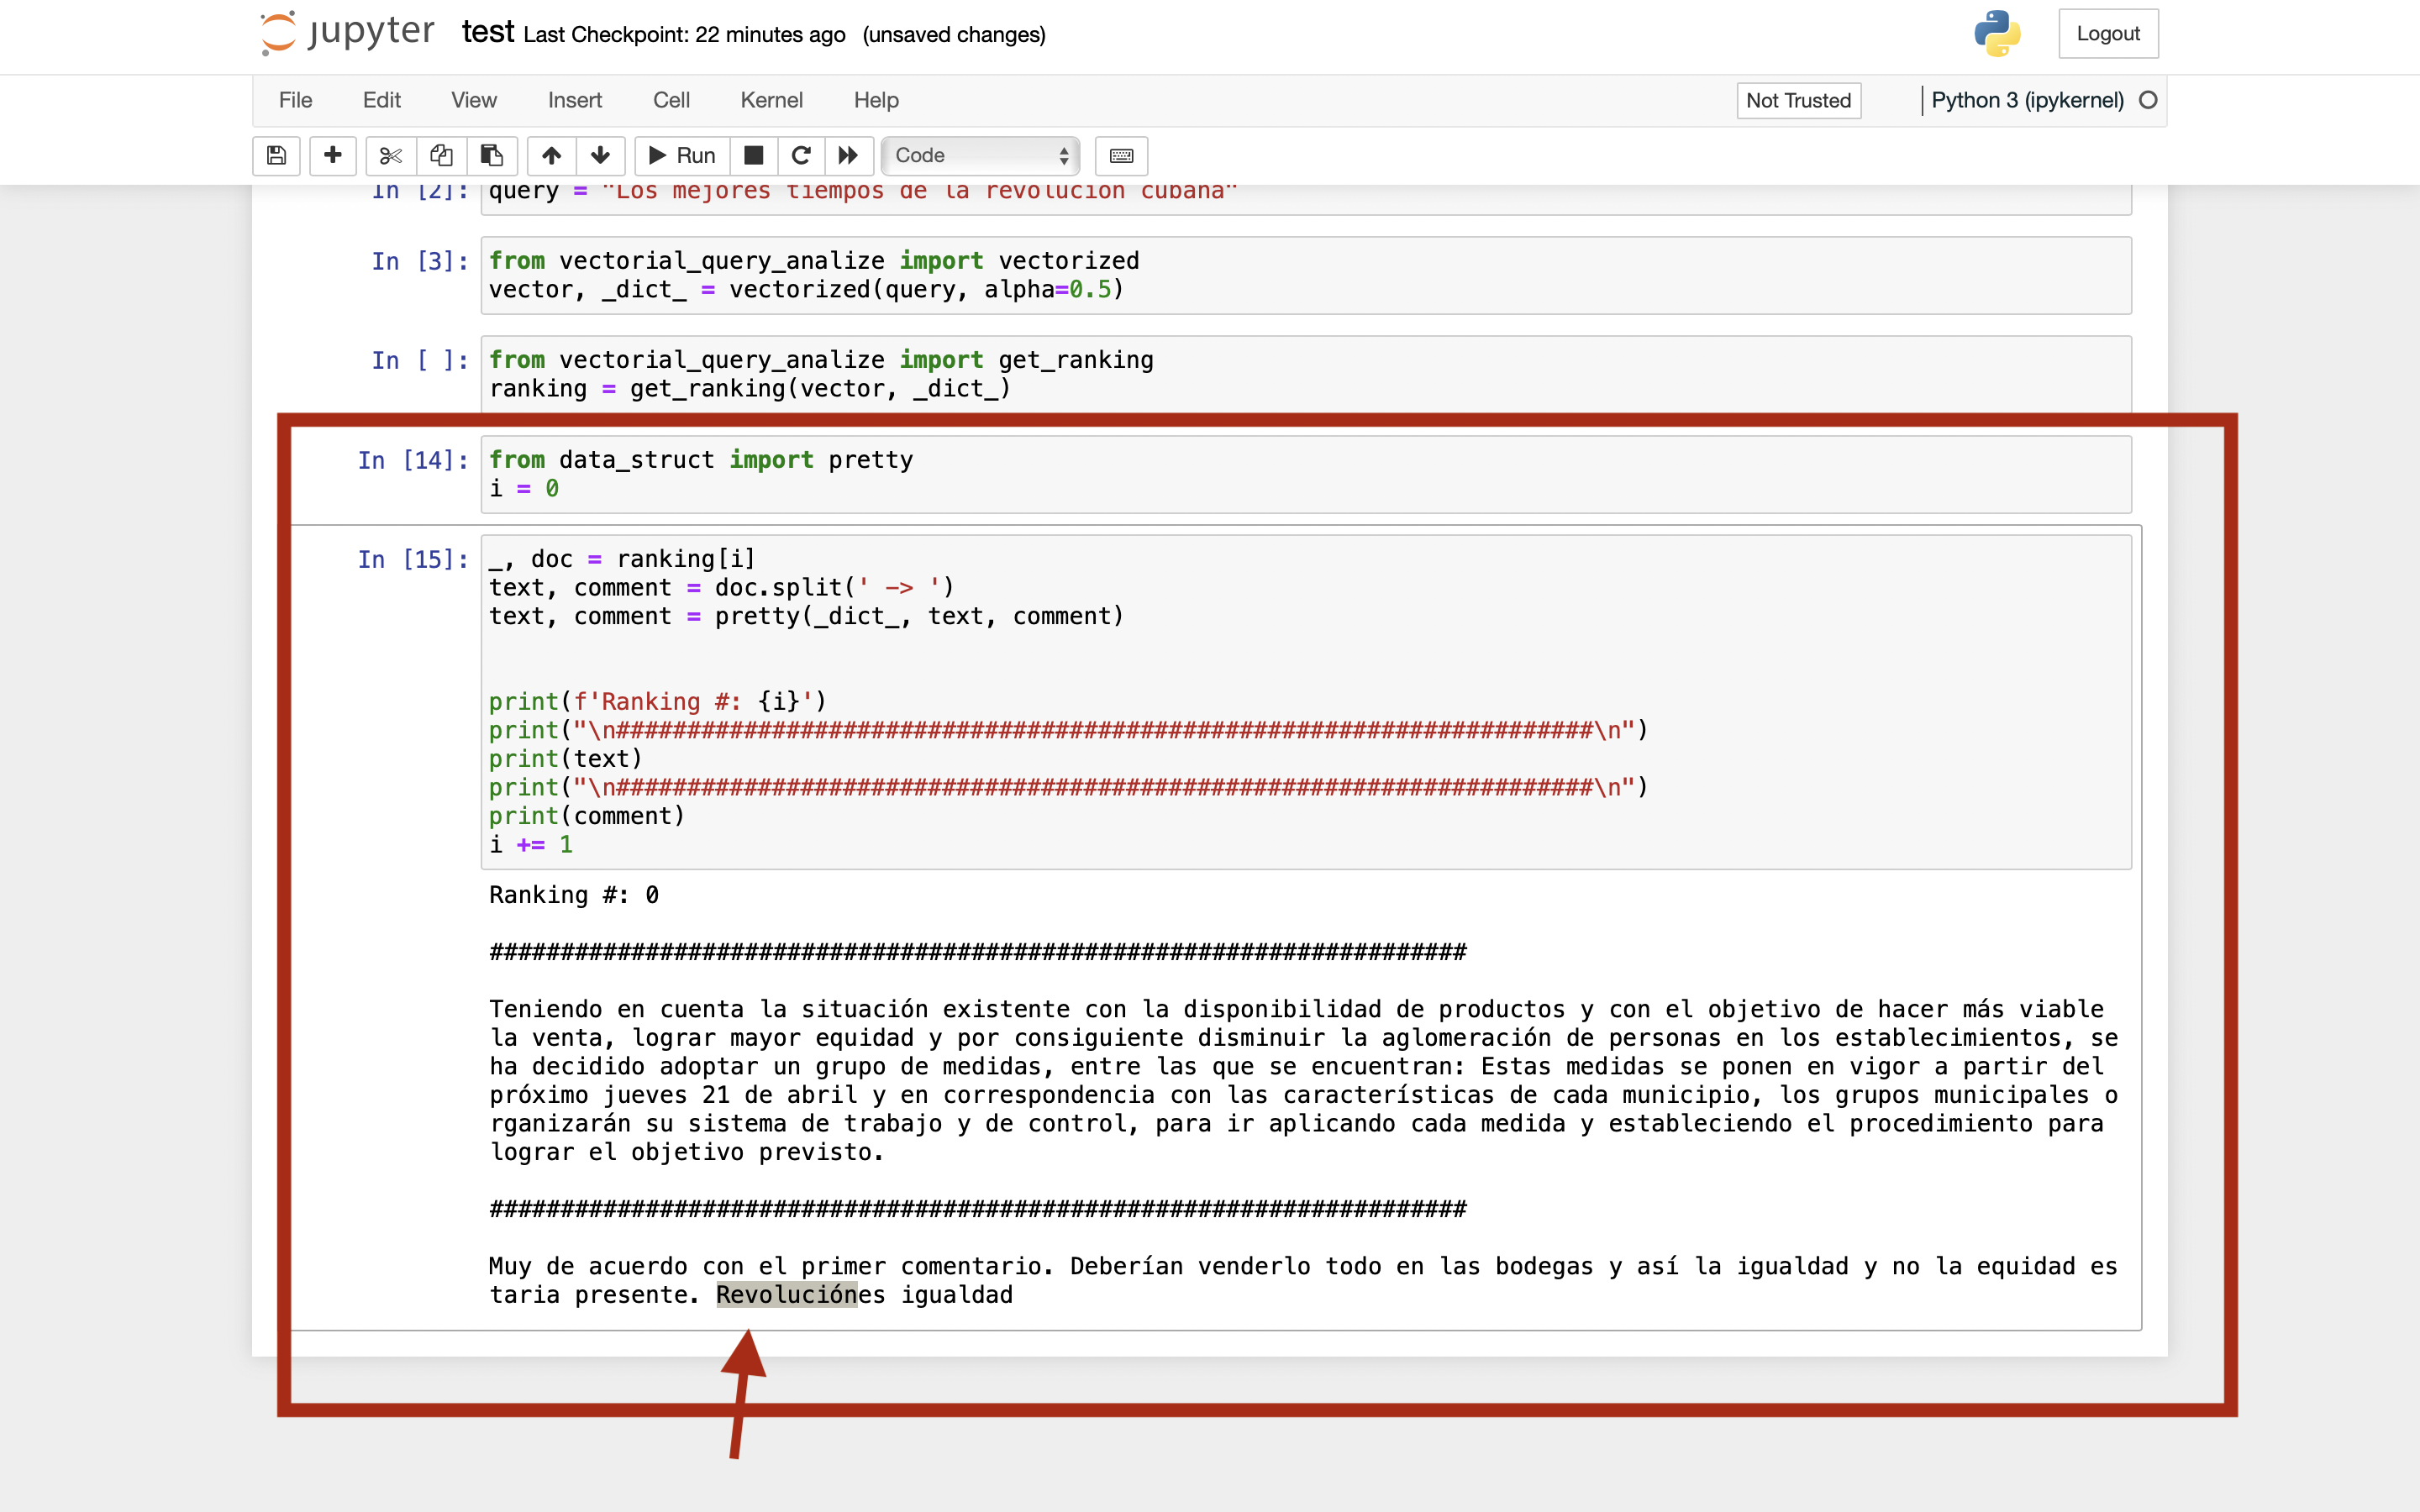 jupyter test Last Checkpoint: 22 minutes ago (unsaved changes)
Logout
File Edit View Insert Cell Kernel Help
Not Trusted
Python 3 (ipykernel)
Run
Code
In [2]: query = "Los mejores tiempos de la revolución cubana"
In [3]: from vectorial_query_analize import vectorized
vector, _dict_ = vectorized(query, alpha=0.5)
In [ ]: from vectorial_query_analize import get_ranking
ranking = get_ranking(vector, _dict_)
In [14]: from data_struct import pretty
i = 0
In [15]: _, doc = ranking[i]
text, comment = doc.split(' -> ')
text, comment = pretty(_dict_, text, comment)
print(f'Ranking #: {i}')
print("\n#####################################################################\n")
print(text)
print("\n#####################################################################\n")
print(comment)
i += 1
Ranking #: 0
#####################################################################
Teniendo en cuenta la situación existente con la disponibilidad de productos y con el objetivo de hacer más viable
la venta, lograr mayor equidad y por consiguiente disminuir la aglomeración de personas en los establecimientos, se
ha decidido adoptar un grupo de medidas, entre las que se encuentran: Estas medidas se ponen en vigor a partir del
próximo jueves 21 de abril y en correspondencia con las características de cada municipio, los grupos municipales o
rganizarán su sistema de trabajo y de control, para ir aplicando cada medida y estableciendo el procedimiento para
lograr el objetivo previsto.
#####################################################################
Muy de acuerdo con el primer comentario. Deberían venderlo todo en las bodegas y así la igualdad y no la equidad es
taria presente. Revoluciónes igualdad